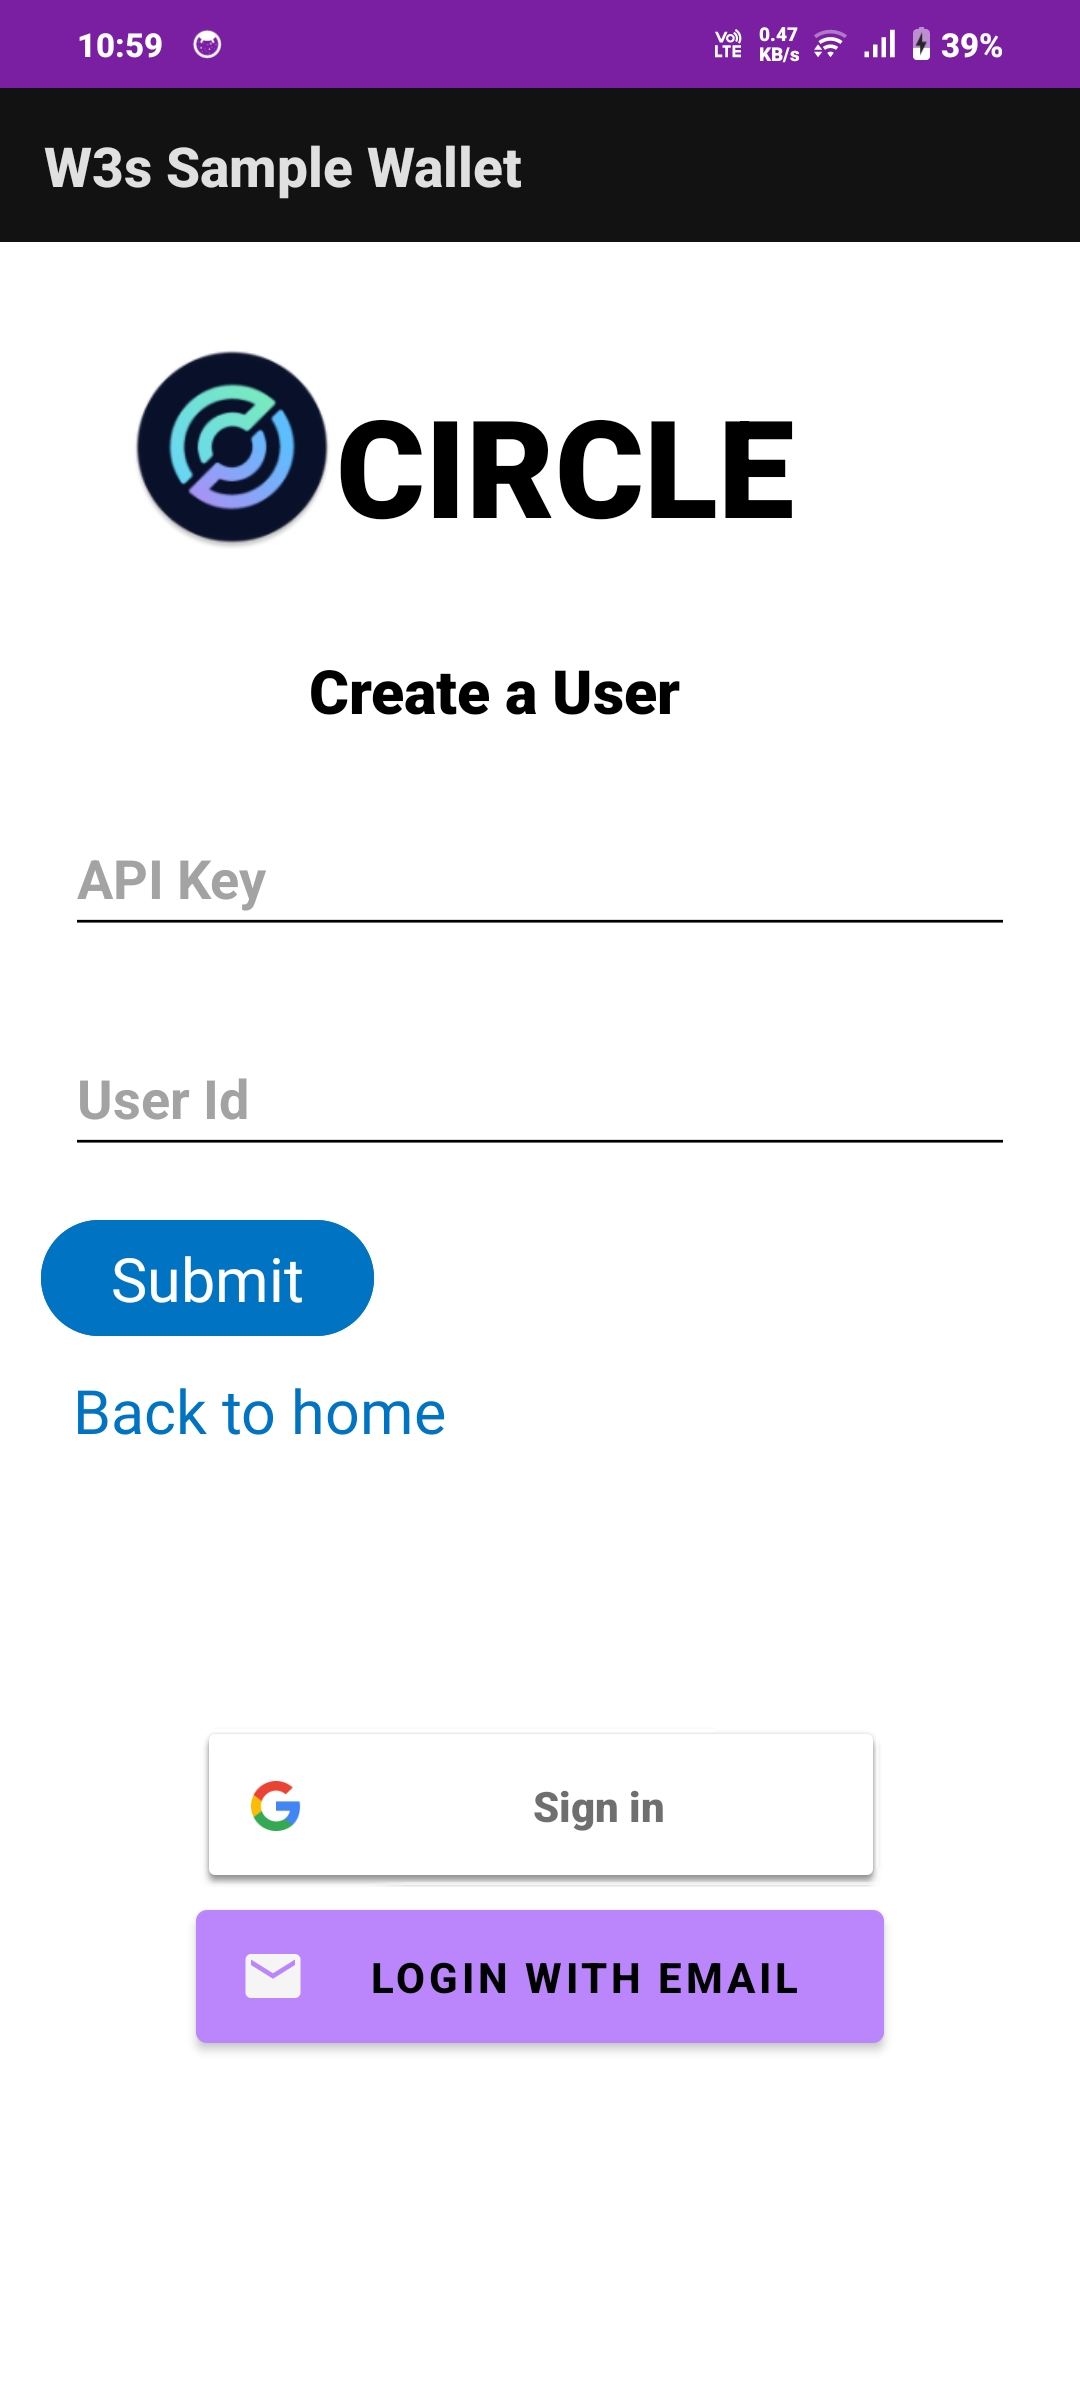 10:59
Vo))
LTE
0.47
KB/s
39%
W3s Sample Wallet
CIRCLE
Create a User
API Key
User Id
Submit
Back to home
Sign in
LOGIN WITH EMAIL